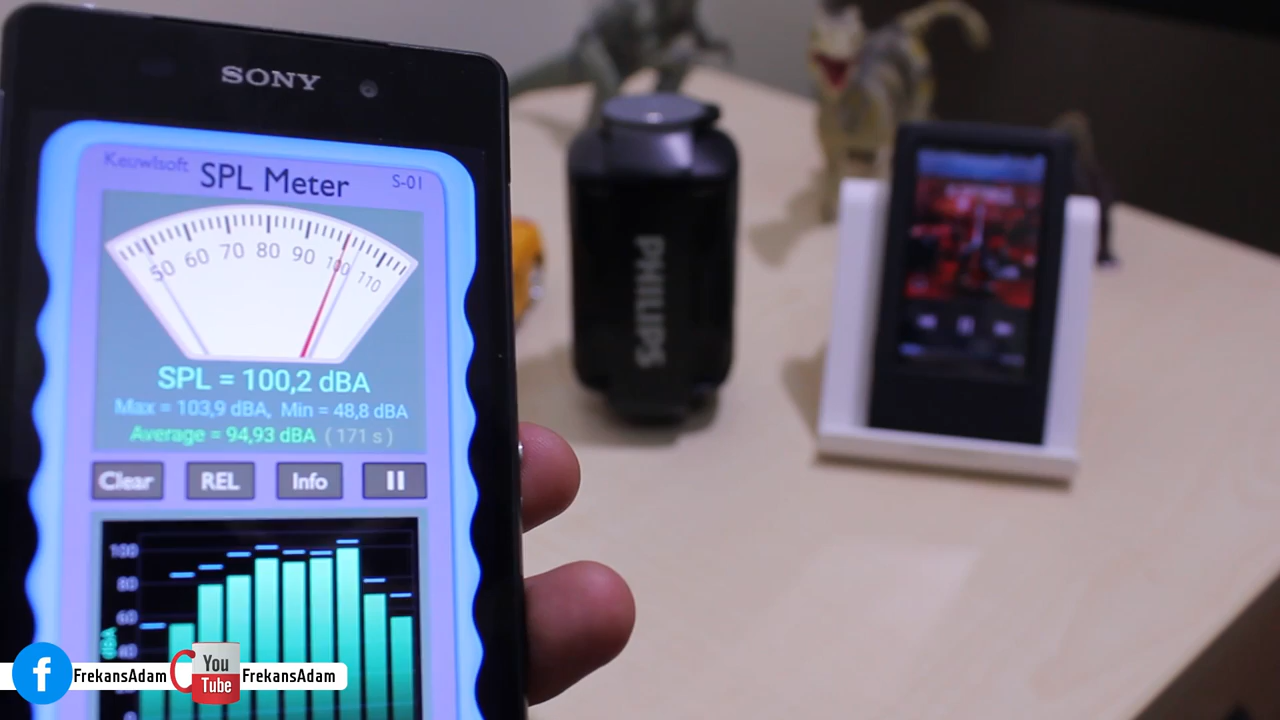 SONY
Keuwlsoft
SPL Meter
S-01
50 60 70 80 90 100 110
SPL = 100,2 dBA
Max = 103,9 dBA, Min = 48,8 dBA
Average = 94,93 dBA (171 s)
Clear REL Info
100
80
60
40
dBA
PHILIPS
f FrekansAdam
You
Tube
FrekansAdam